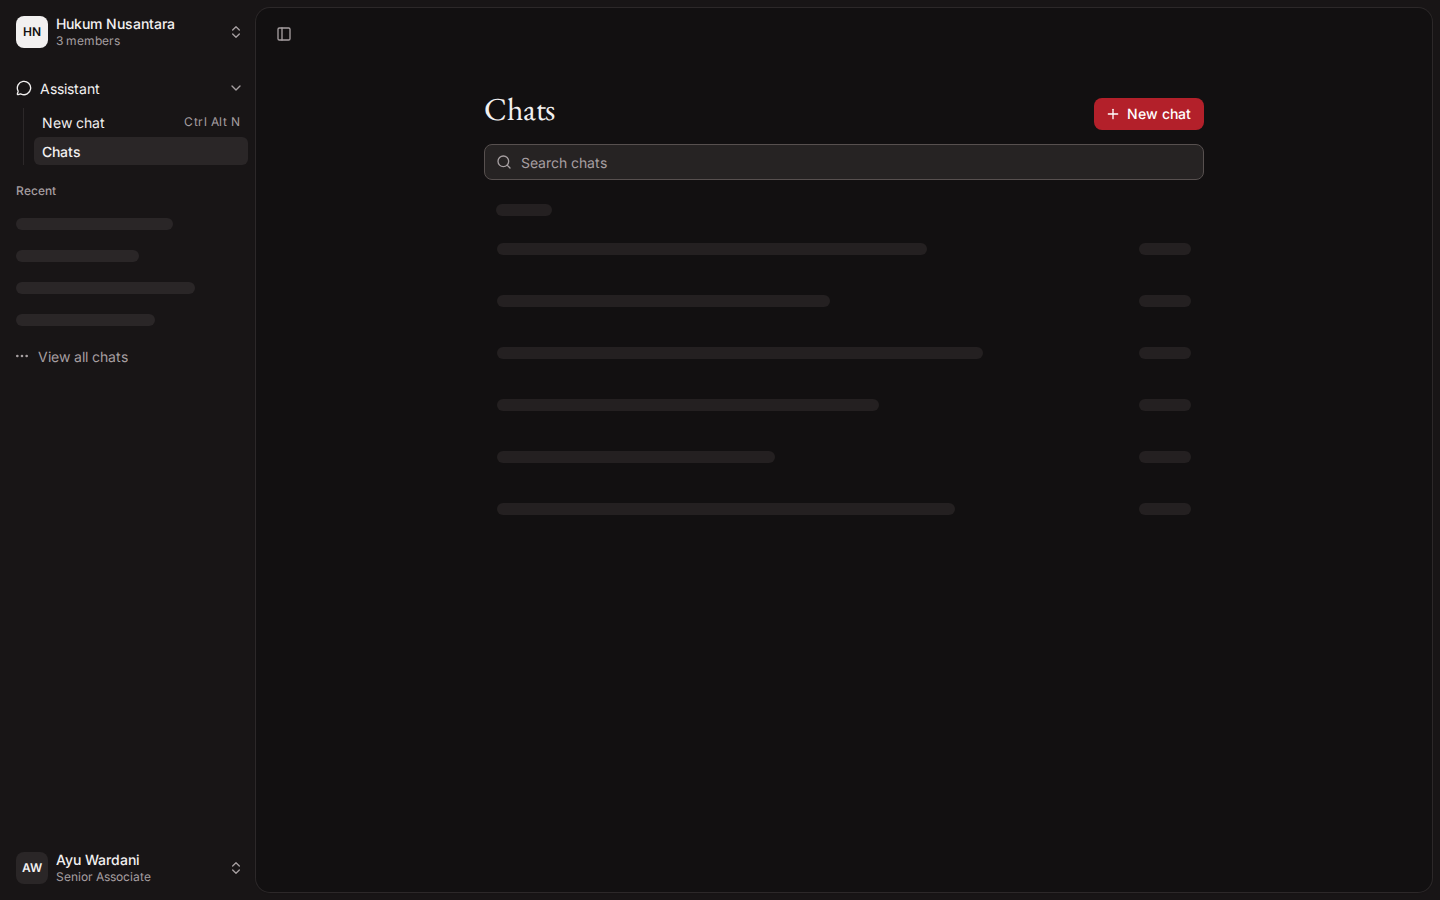 HN
Hukum Nusantara
3 members
Assistant
New chat Ctrl Alt N
Chats
Recent
View all chats
AW
Ayu Wardani
Senior Associate
Chats
New chat
Search chats